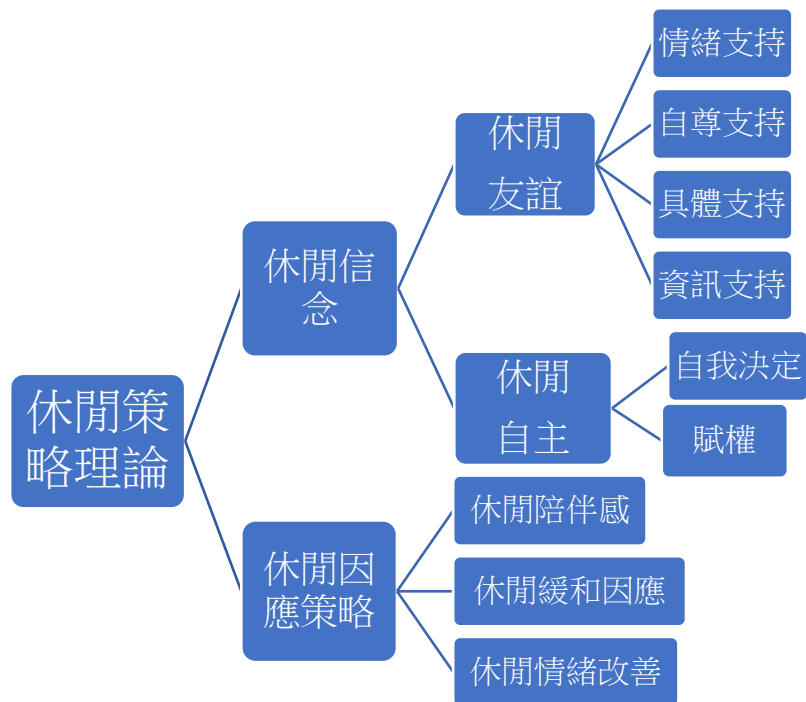 休閒策
略理論
休閒信
念
休閒
友誼
情緒支持
自尊支持
具體支持
資訊支持
休閒
自主
自我決定
賦權
休閒因
應策略
休閒陪伴感
休閒緩和因應
休閒情緒改善